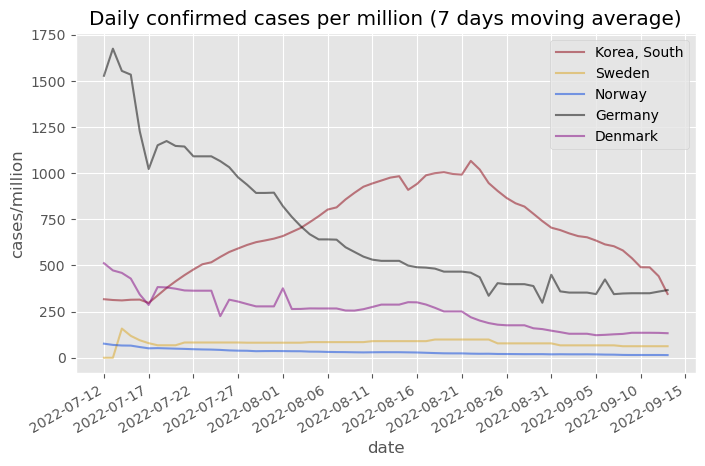 Daily confirmed cases per million (7 days moving average)
1750
1500
1250
1000
750
500
250
0
cases/million
Korea, South
Sweden
Norway
Germany
Denmark
2022-07-12
2022-07-17
2022-07-22
2022-07-27
2022-08-01
2022-08-06
2022-08-11
2022-08-16
2022-08-21
2022-08-26
2022-08-31
2022-09-05
2022-09-10
2022-09-15
date